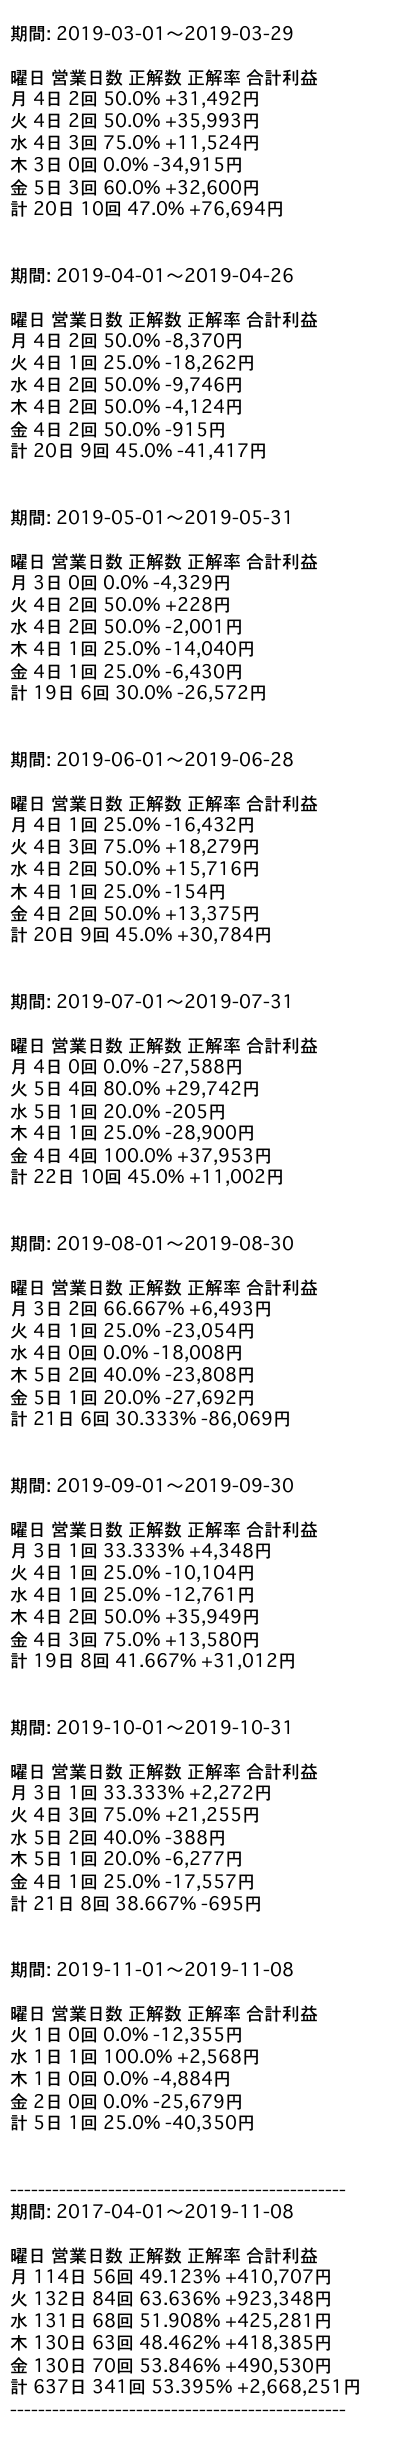 期間: 2019-03-01〜2019-03-29
曜日 営業日数 正解数 正解率 合計利益
月 4日 2回 50.0% +31,492円
火 4日 2回 50.0% +35,993円
水 4日 3回 75.0% +11,524円
木 3日 0回 0.0% -34,915円
金 5日 3回 60.0% +32,600円
計 20日 10回 47.0% +76,694円
期間: 2019-04-01〜2019-04-26
曜日 営業日数 正解数 正解率 合計利益
月 4日 2回 50.0% -8,370円
火 4日 1回 25.0% -18,262円
水 4日 2回 50.0% -9,746円
木 4日 2回 50.0% -4,124円
金 4日 2回 50.0% -915円
計 20日 9回 45.0% -41,417円
期間: 2019-05-01〜2019-05-31
曜日 営業日数 正解数 正解率 合計利益
月 3日 0回 0.0% -4,329円
火 4日 2回 50.0% +228円
水 4日 2回 50.0% -2,001円
木 4日 1回 25.0% -14,040円
金 4日 1回 25.0% -6,430円
計 19日 6回 30.0% -26,572円
期間: 2019-06-01〜2019-06-28
曜日 営業日数 正解数 正解率 合計利益
月 4日 1回 25.0% -16,432円
火 4日 3回 75.0% +18,279円
水 4日 2回 50.0% +15,716円
木 4日 1回 25.0% -154円
金 4日 2回 50.0% +13,375円
計 20日 9回 45.0% +30,784円
期間: 2019-07-01〜2019-07-31
曜日 営業日数 正解数 正解率 合計利益
月 4日 0回 0.0% -27,588円
火 5日 4回 80.0% +29,742円
水 5日 1回 20.0% -205円
木 4日 1回 25.0% -28,900円
金 4日 4回 100.0% +37,953円
計 22日 10回 45.0% +11,002円
期間: 2019-08-01〜2019-08-30
曜日 営業日数 正解数 正解率 合計利益
月 3日 2回 66.667% +6,493円
火 4日 1回 25.0% -23,054円
水 4日 0回 0.0% -18,008円
木 5日 2回 40.0% -23,808円
金 5日 1回 20.0% -27,692円
計 21日 6回 30.333% -86,069円
期間: 2019-09-01〜2019-09-30
曜日 営業日数 正解数 正解率 合計利益
月 3日 1回 33.333% +4,348円
火 4日 1回 25.0% -10,104円
水 4日 1回 25.0% -12,761円
木 4日 2回 50.0% +35,949円
金 4日 3回 75.0% +13,580円
計 19日 8回 41.667% +31,012円
期間: 2019-10-01〜2019-10-31
曜日 営業日数 正解数 正解率 合計利益
月 3日 1回 33.333% +2,272円
火 4日 3回 75.0% +21,255円
水 5日 2回 40.0% -388円
木 5日 1回 20.0% -6,277円
金 4日 1回 25.0% -17,557円
計 21日 8回 38.667% -695円
期間: 2019-11-01〜2019-11-08
曜日 営業日数 正解数 正解率 合計利益
火 1日 0回 0.0% -12,355円
水 1日 1回 100.0% +2,568円
木 1日 0回 0.0% -4,884円
金 2日 0回 0.0% -25,679円
計 5日 1回 25.0% -40,350円
------------------------------------------------
期間: 2017-04-01〜2019-11-08
曜日 営業日数 正解数 正解率 合計利益
月 114日 56回 49.123% +410,707円
火 132日 84回 63.636% +923,348円
水 131日 68回 51.908% +425,281円
木 130日 63回 48.462% +418,385円
金 130日 70回 53.846% +490,530円
計 637日 341回 53.395% +2,668,251円
------------------------------------------------